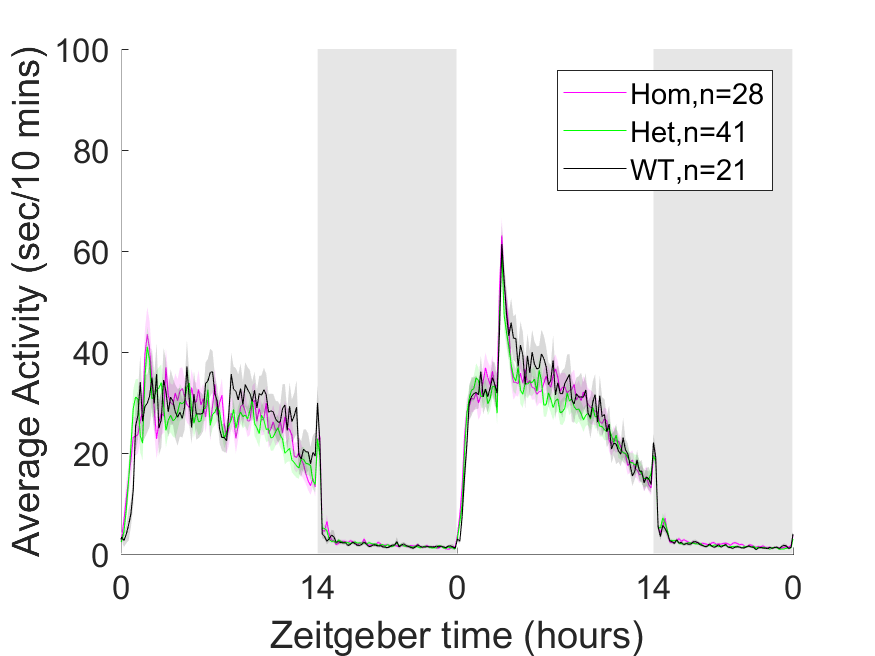 Average Activity (sec/10 mins)
100
80
60
40
20
0
Hom,n=28
Het,n=41
WT,n=21
0 14 0 14 0
Zeitgeber time (hours)